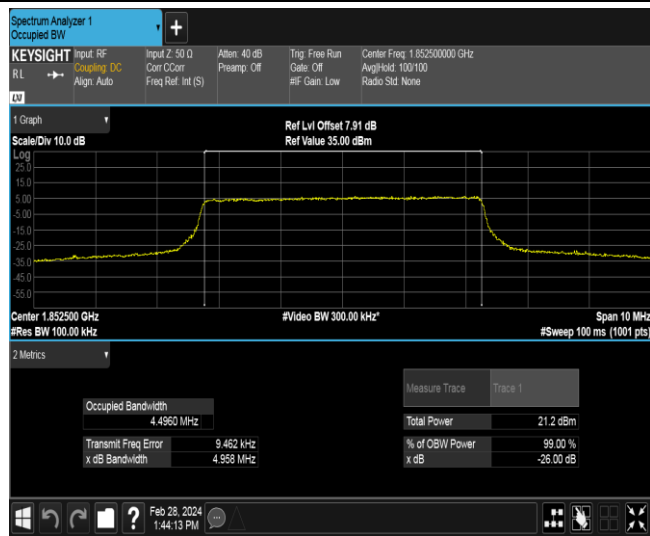 Spectrum Analyzer 1
Occupied BW
+
KEYSIGHT
R L
LXI
Input: RF
Coupling: DC
Align: Auto
Input Z: 50 Ω
Corr CCorr
Freq Ref: Int (S)
Atten: 40 dB
Preamp: Off
Trig: Free Run
Gate: Off
#IF Gain: Low
Center Freq: 1.852500000 GHz
Avg|Hold: 100/100
Radio Std: None
1 Graph
Scale/Div 10.0 dB
Ref Lvl Offset 7.91 dB
Ref Value 35.00 dBm
Log
25.0
15.0
5.00
-5.00
-15.0
-25.0
-35.0
-45.0
-55.0
Center 1.852500 GHz
#Res BW 100.00 kHz
#Video BW 300.00 kHz*
Span 10 MHz
#Sweep 100 ms (1001 pts)
2 Metrics
Measure Trace Trace 1
Occupied Bandwidth
4.4960 MHz
Total Power 21.2 dBm
Transmit Freq Error 9.462 kHz
% of OBW Power 99.00 %
x dB Bandwidth 4.958 MHz
x dB -26.00 dB
?
Feb 28, 2024
1:44:13 PM